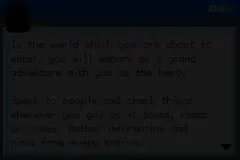 In the world which you are about to
enter, you will embark on a grand
adventure with you as the hero.
Speak to people and check things
wherever you go, be it towns, roads,
or caves. Gather information and
hints from every source.